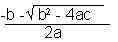 -b -√b² - 4ac
2a